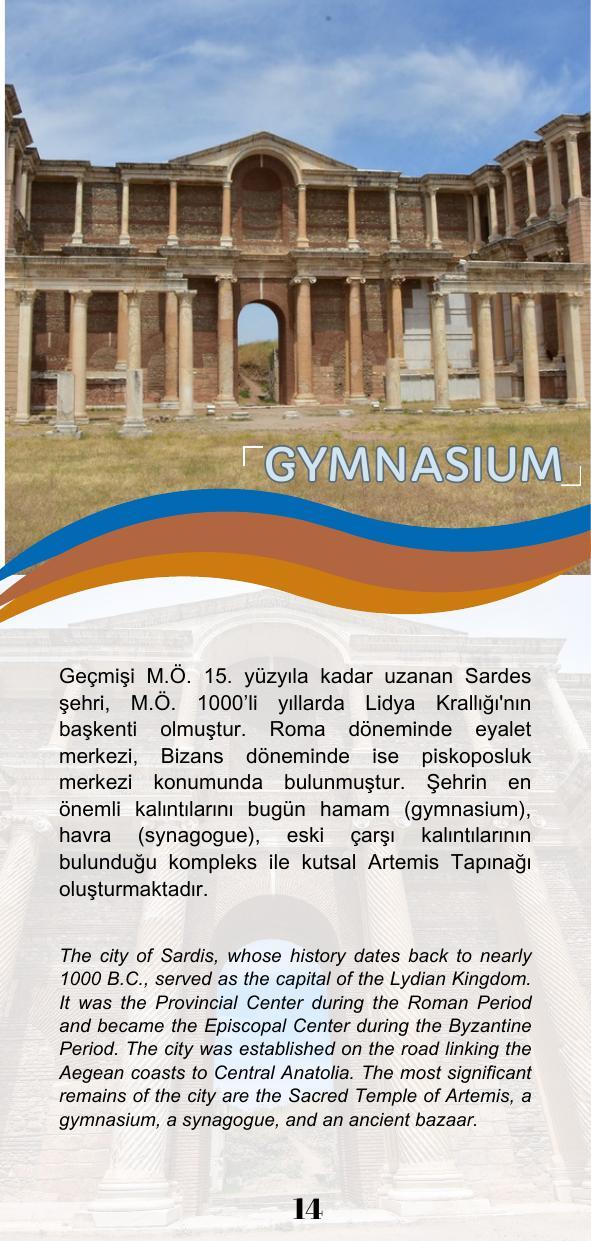 GYMNASIUM
Geçmişi M.Ö. 15. yüzyıla kadar uzanan Sardes
şehri, M.Ö. 1000’li yıllarda Lidya Krallığı'nın
başkenti olmuştur. Roma döneminde eyalet
merkezi, Bizans döneminde ise piskoposluk
merkezi konumunda bulunmuştur. Şehrin en
önemli kalıntılarını bugün hamam (gymnasium),
havra (synagogue), eski çarşı kalıntılarının
bulunduğu kompleks ile kutsal Artemis Tapınağı
oluşturmaktadır.
The city of Sardis, whose history dates back to nearly
1000 B.C., served as the capital of the Lydian Kingdom.
It was the Provincial Center during the Roman Period
and became the Episcopal Center during the Byzantine
Period. The city was established on the road linking the
Aegean coasts to Central Anatolia. The most significant
remains of the city are the Sacred Temple of Artemis, a
gymnasium, a synagogue, and an ancient bazaar.
14